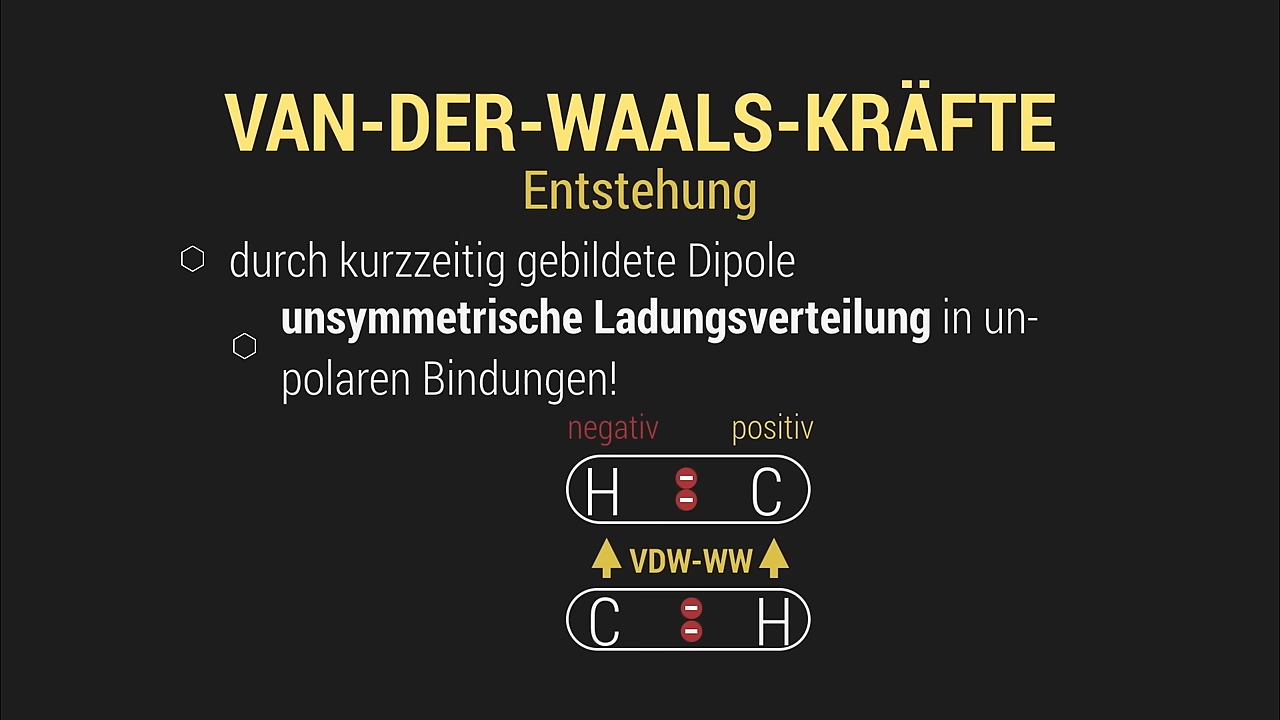 VAN-DER-WAALS-KRÄFTE
Entstehung
durch kurzzeitig gebildete Dipole
unsymmetrische Ladungsverteilung in un-
polaren Bindungen!
negativ positiv
H C
VDW-WW
C H